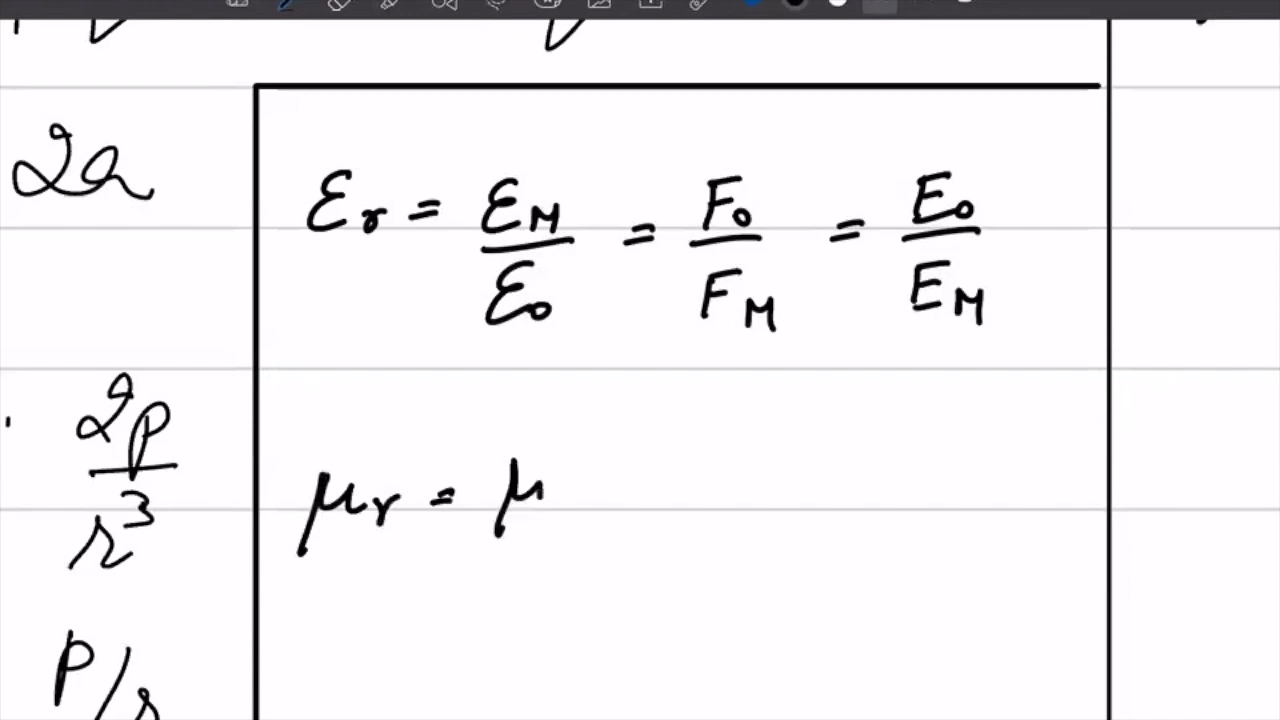 2a
εr = εM/ε0 = F0/FM = E0/EM
2p/r³
μr = μ
P/r